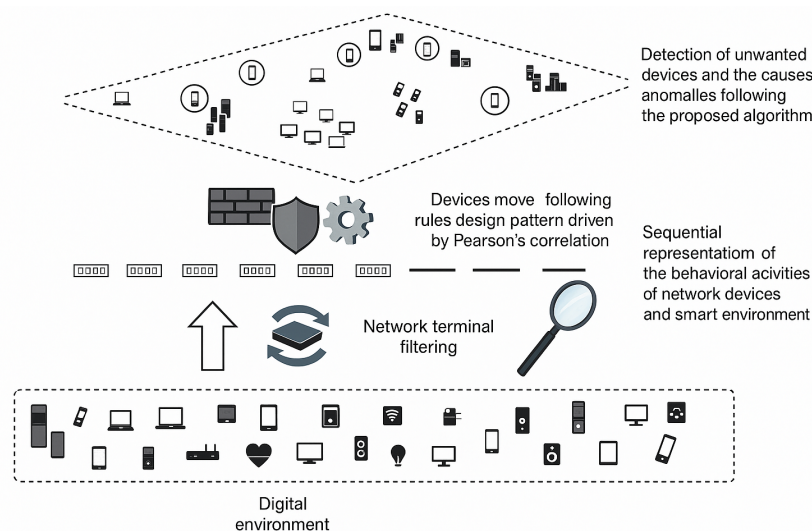 Detection of unwanted
devices and the causes
anomalles following
the proposed algorithm
Devices move following
rules design pattern driven
by Pearson's correlation
Sequential
representatiom of
the behavioral acivities
of network devices
and smart environment
Network terminal
filtering
Digital
environment